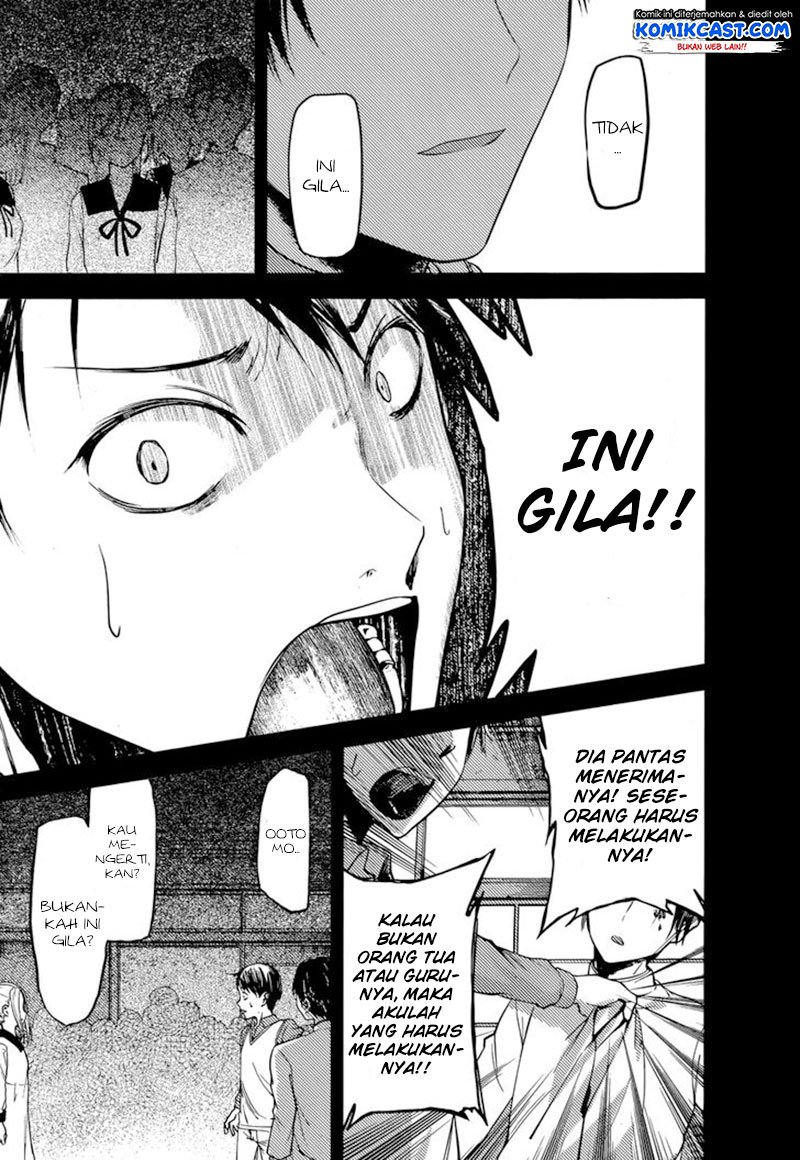 Komik ini diterjemahkan & diedit oleh
KOMIKCAST.COM
BUKAN WEB LAIN!!
TIDAK
...
INI
GILA...
INI
GILA!!
DIA PANTAS
MENERIMA-
NYA! SESE-
ORANG HARUS
MELAKUKAN-
NYA!
KALAU
BUKAN
ORANG TUA
ATAU GURU-
NYA, MAKA
AKULAH
YANG HARUS
MELAKUKAN-
NYA!!
OOTO
MO...
KAU
ME-
NGERTI,
KAN?
BUKAN-
KAH INI
GILA?